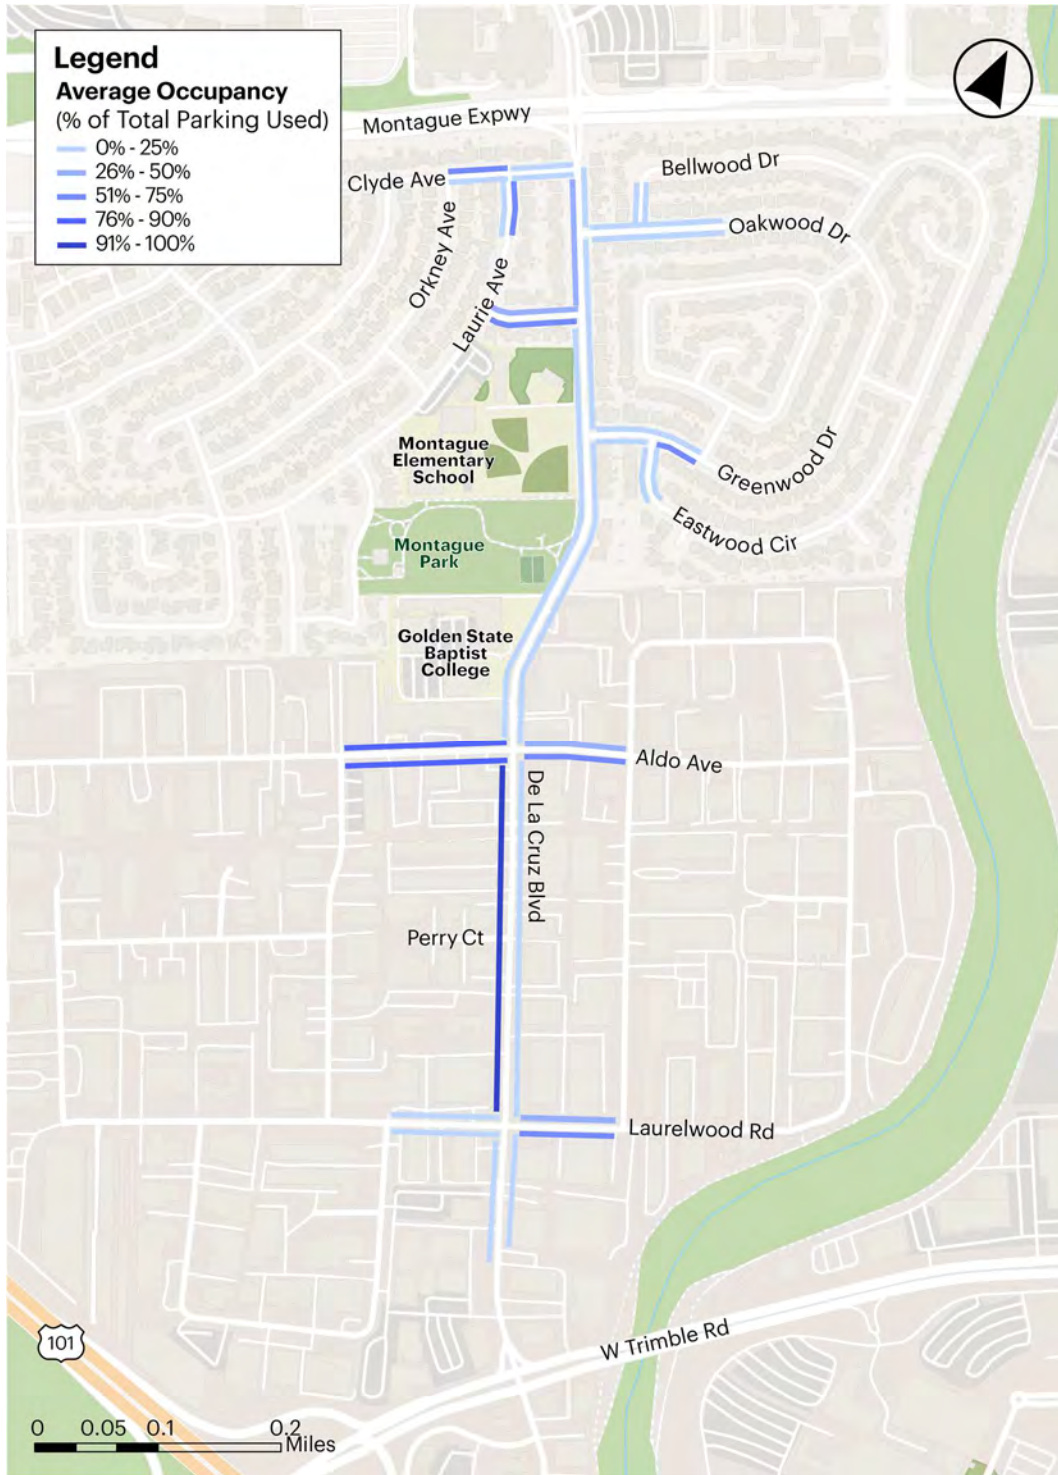 Legend
Average Occupancy
(% of Total Parking Used)
0% - 25%
26% - 50%
51% - 75%
76% - 90%
91% - 100%
Montague Expwy
Clyde Ave
Bellwood Dr
Oakwood Dr
Orkney Ave
Laurie Ave
Montague
Elementary
School
Greenwood Dr
Eastwood Cir
Montague
Park
Golden State
Baptist
College
Aldo Ave
De La Cruz Blvd
Perry Ct
Laurelwood Rd
W Trimble Rd
101
0 0.05 0.1 0.2
Miles